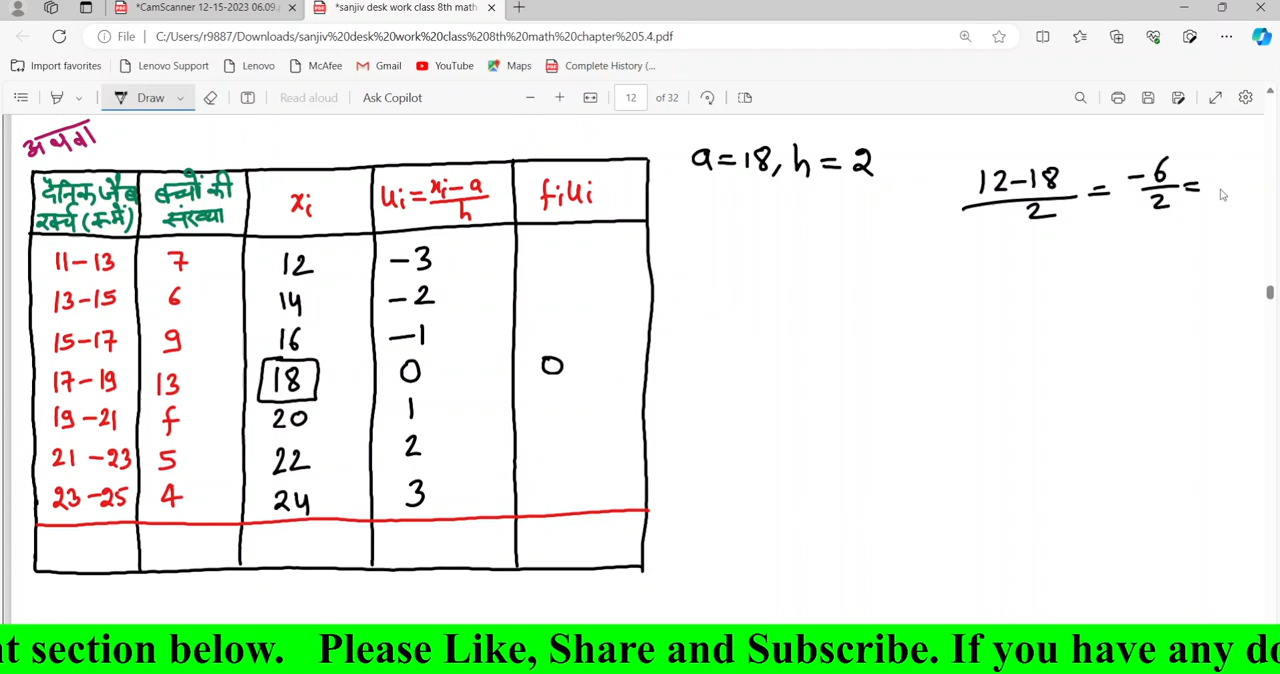 *CamScanner 12-15-2023 06.09.
*sanjiv desk work class 8th math
File C:/Users/r9887/Downloads/sanjiv%20desk%20work%20class%208th%20math%20chapter%205.4.pdf
Import favorites Lenovo Support Lenovo McAfee Gmail YouTube Maps Complete History (...
Draw Read aloud Ask Copilot 12 of 32
अथवा
a=18, h=2
12-18/2 = -6/2 =
दैनिक जेब खर्च (रू में) बच्चों की संख्या xi ui = xi-a/h fiui
11-13 7 12 -3
13-15 6 14 -2
15-17 9 16 -1
17-19 13 18 0 0
19-21 f 20 1
21-23 5 22 2
23-25 4 24 3
nt section below. Please Like, Share and Subscribe. If you have any do